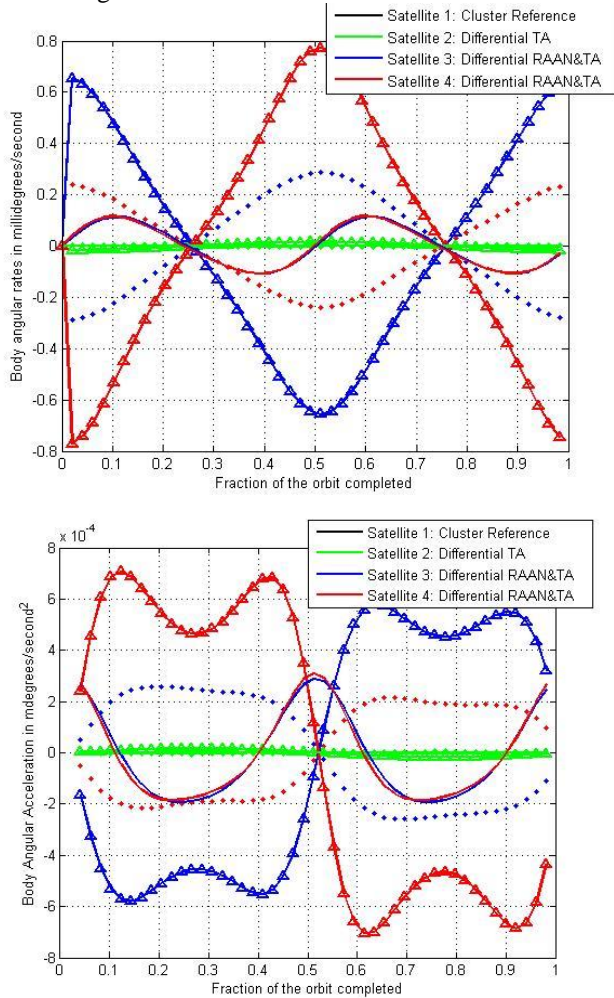 Satellite 1: Cluster Reference
Satellite 2: Differential TA
Satellite 3: Differential RAAN&TA
Satellite 4: Differential RAAN&TA
0.8
0.6
0.4
0.2
0
-0.2
-0.4
-0.6
-0.8
Body angular rates in millidegrees/second
0 0.1 0.2 0.3 0.4 0.5 0.6 0.7 0.8 0.9 1
Fraction of the orbit completed
x 10^-4
Satellite 1: Cluster Reference
Satellite 2: Differential TA
Satellite 3: Differential RAAN&TA
Satellite 4: Differential RAAN&TA
8
6
4
2
0
-2
-4
-6
-8
Body Angular Acceleration in mdegrees/second²
0 0.1 0.2 0.3 0.4 0.5 0.6 0.7 0.8 0.9 1
Fraction of the orbit completed